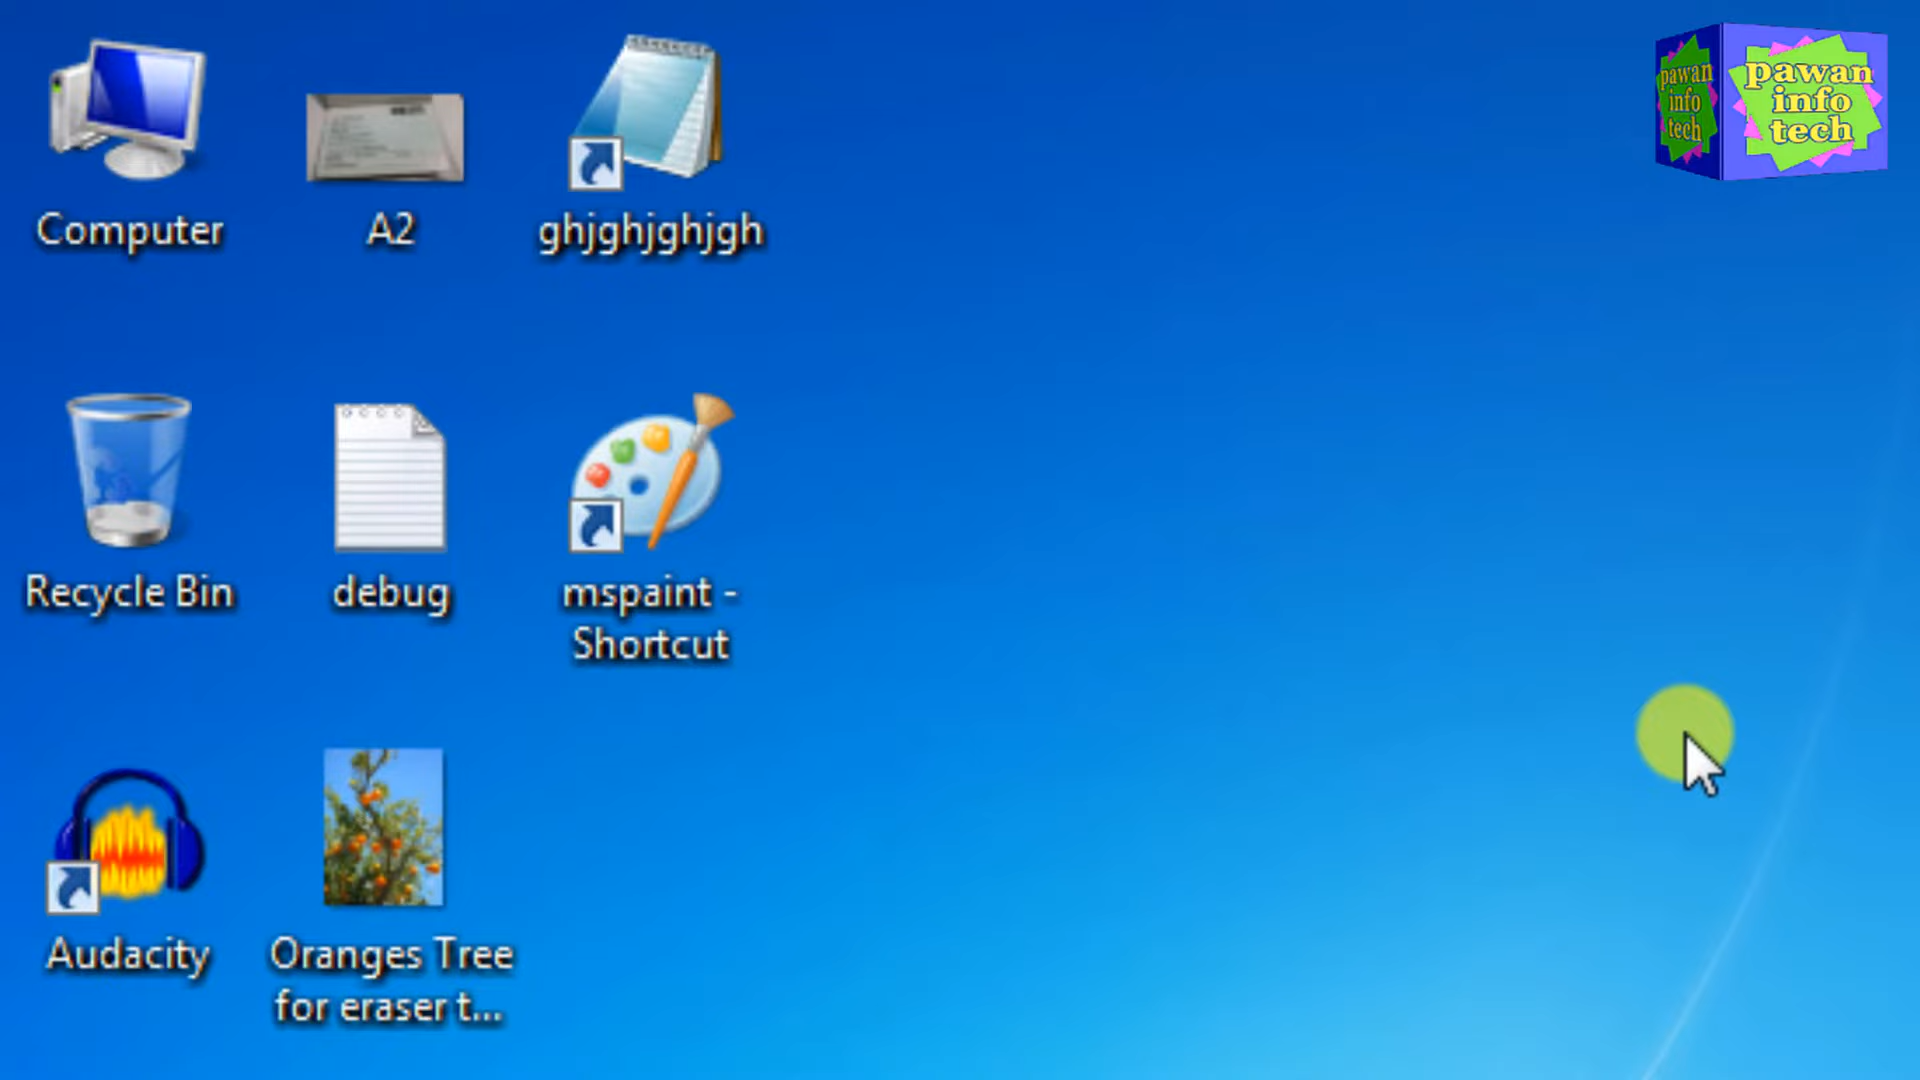 Computer
A2
ghjghjghjgh
pawan
info
tech
pawan
info
tech
Recycle Bin
debug
mspaint -
Shortcut
Audacity
Oranges Tree
for eraser t...